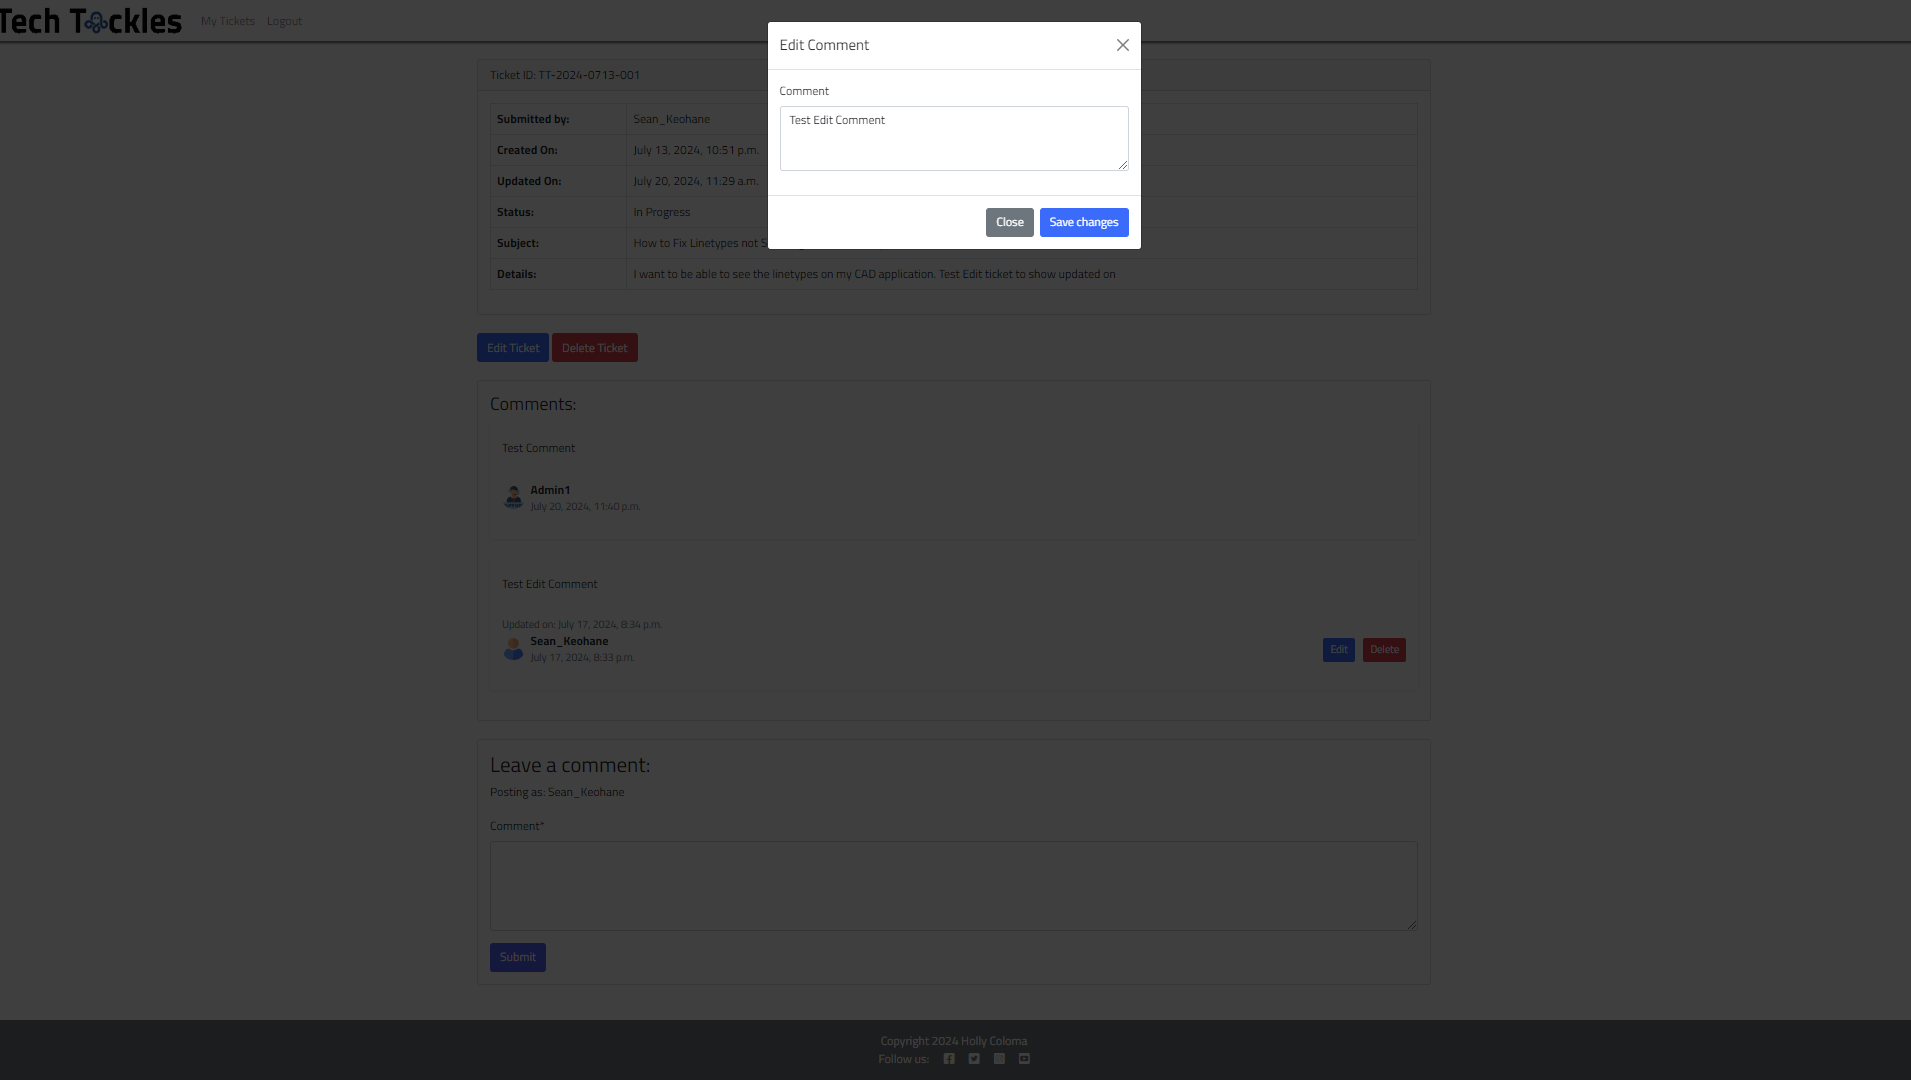 Tech Tackles My Tickets Logout
Edit Comment
Comment
Test Edit Comment
Close Save changes
Ticket ID: TT-2024-0713-001
Submitted by: Sean_Keohane
Created On: July 13, 2024, 10:51 p.m.
Updated On: July 20, 2024, 11:29 a.m.
Status: In Progress
Subject: How to Fix Linetypes not
Details: I want to be able to see the linetypes on my CAD application. Test Edit ticket to show updated on
Edit Ticket Delete Ticket
Comments:
Test Comment
Admin1
July 20, 2024, 11:40 p.m.
Test Edit Comment
Updated on: July 17, 2024, 8:34 p.m.
Sean_Keohane
July 17, 2024, 8:33 p.m.
Edit Delete
Leave a comment:
Posting as: Sean_Keohane
Comment*
Submit
Copyright 2024 Holly Coloma
Follow us: